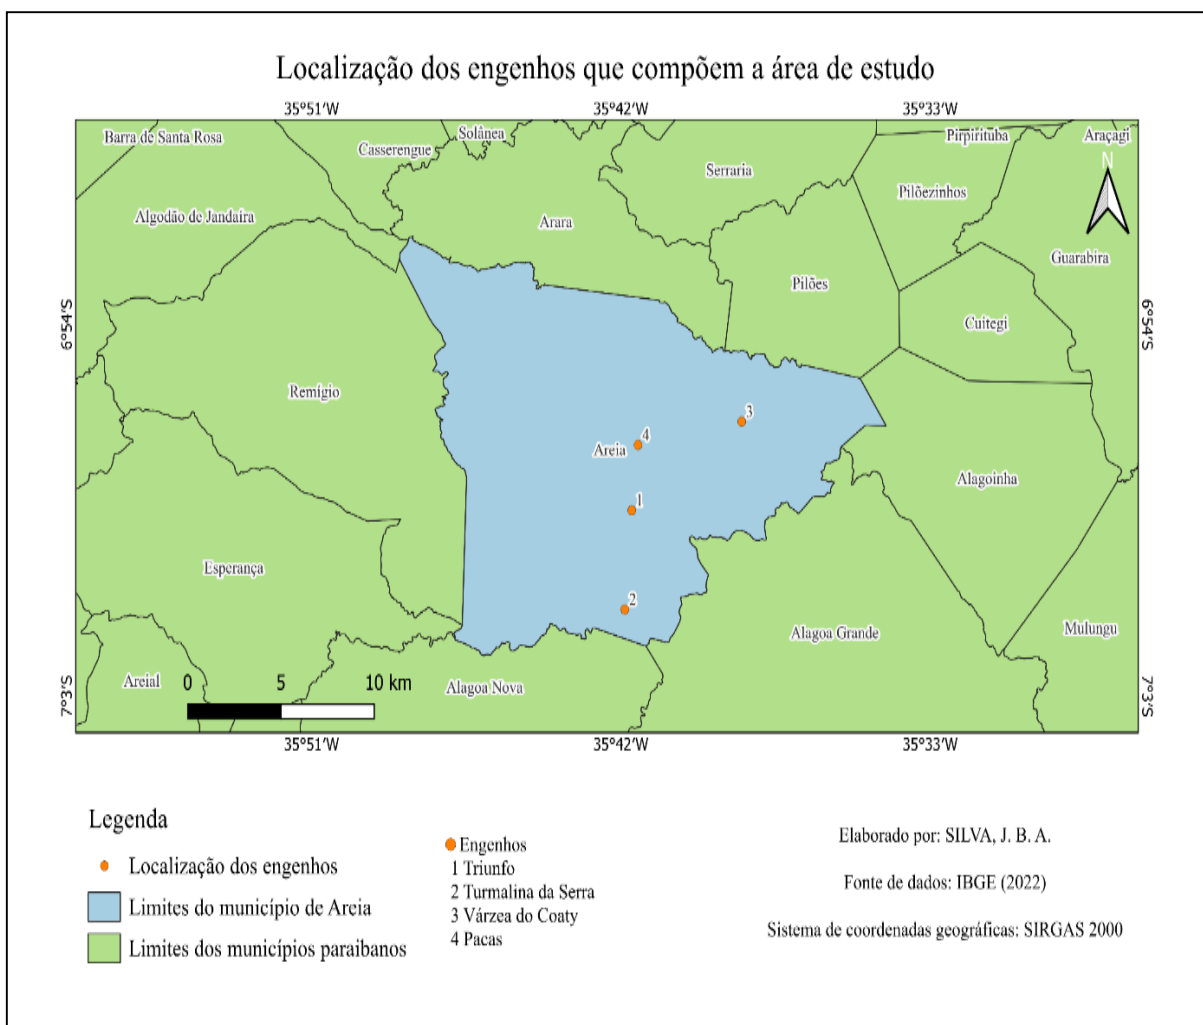 Localização dos engenhos que compõem a área de estudo
35°51'W 35°42'W 35°33'W
Barra de Santa Rosa
Casserengue
Solânea
Serraria
Pirpirituba
Araçagi
N
Pilõezinhos
Algodão de Jandaíra
Arara
Guarabira
Pilões
6°54'S
6°54'S
Cuitegi
Remígio
3
4
Areia
Alagoinha
1
Esperança
2
Alagoa Grande
Mulungu
Areial
0 5 10 km
Alagoa Nova
7°3'S
7°3'S
35°51'W 35°42'W 35°33'W
Legenda
Localização dos engenhos
Limites do município de Areia
Limites dos municípios paraibanos
Engenhos
1 Triunfo
2 Turmalina da Serra
3 Várzea do Coaty
4 Pacas
Elaborado por: SILVA, J. B. A.
Fonte de dados: IBGE (2022)
Sistema de coordenadas geográficas: SIRGAS 2000